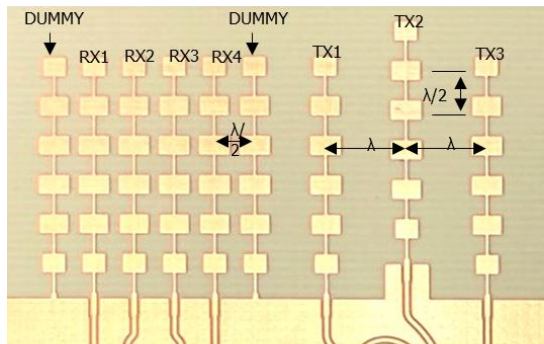 DUMMY
DUMMY
TX2
RX1
RX2
RX3
RX4
TX1
TX3
λ/2
λ/
2
λ
λ